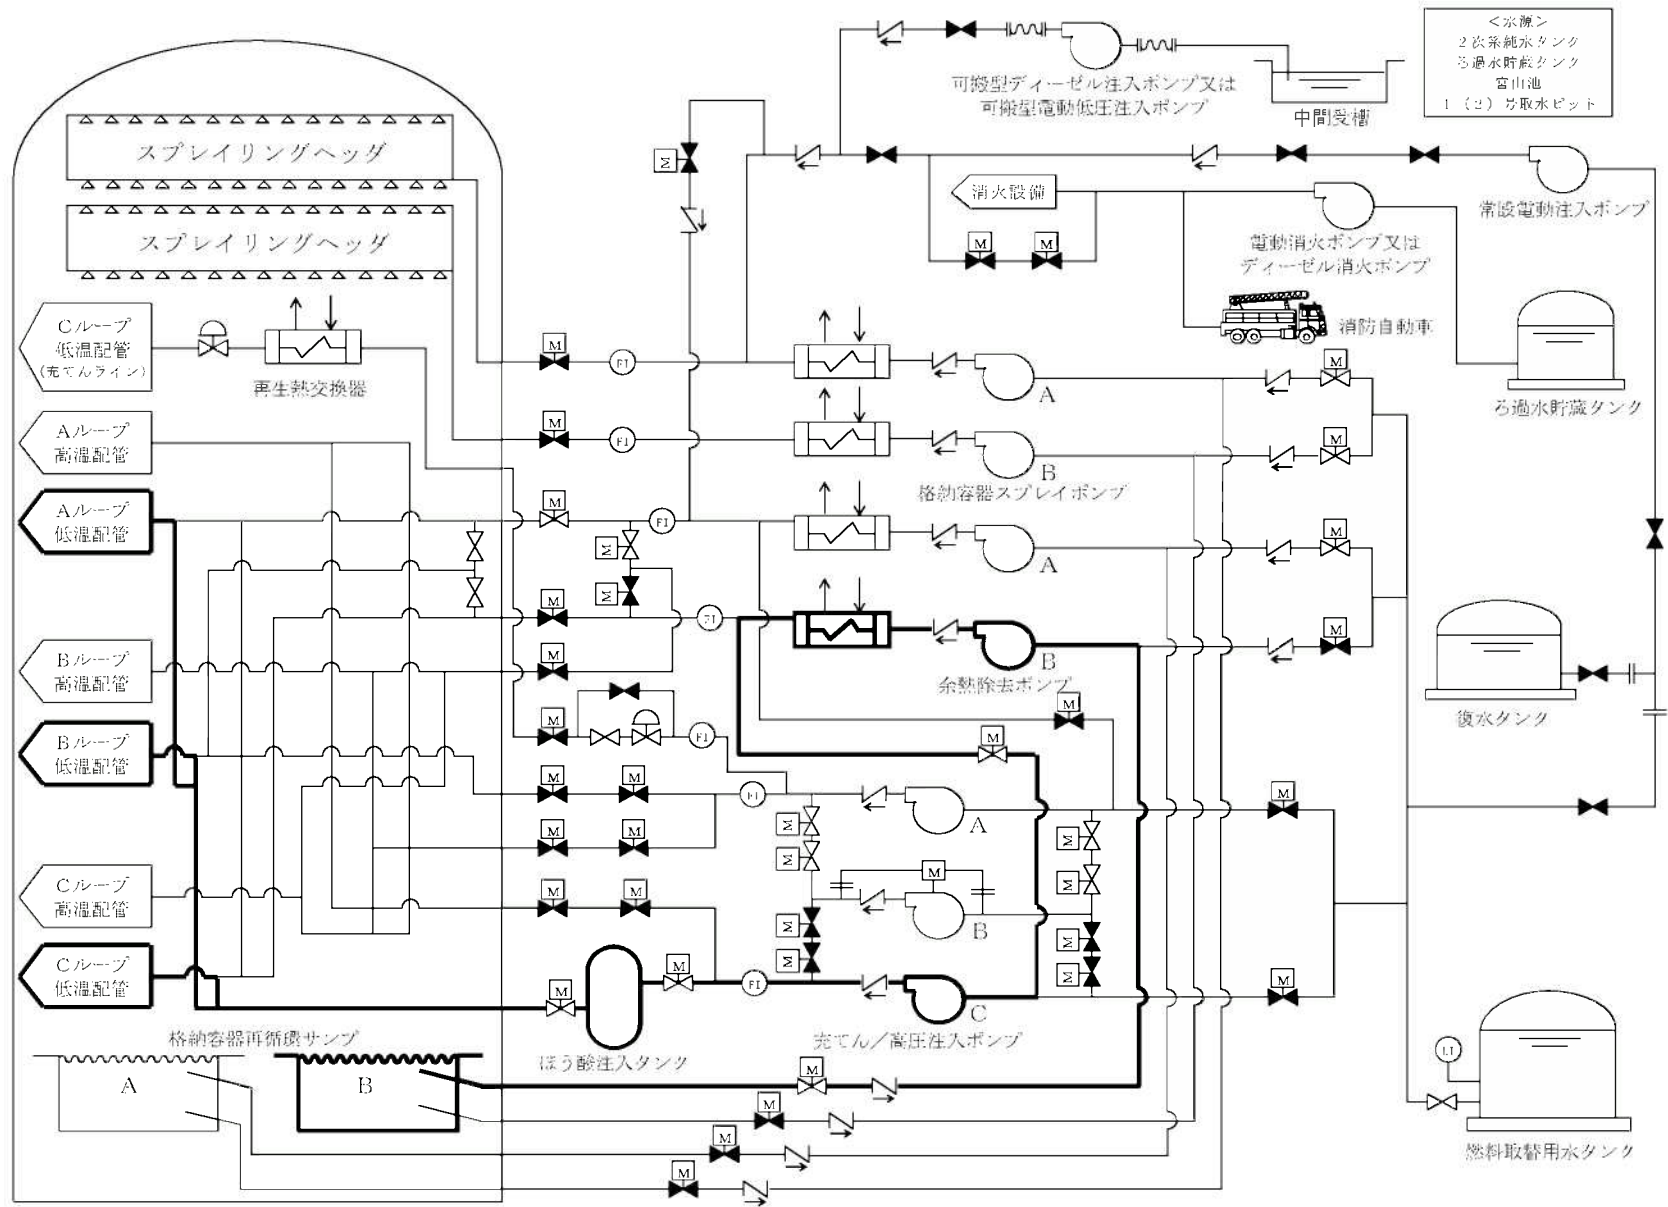 <水源>
2次系純水タンク
ろ過水貯蔵タンク
宮山池
1(2)号取水ピット
可搬型ディーゼル注入ポンプ又は
可搬型電動低圧注入ポンプ
中間受槽
スプレイリングヘッダ
M
消火設備
常設電動注入ポンプ
スプレイリングヘッダ
M
M
電動消火ポンプ又は
ディーゼル消火ポンプ
消防自動車
Cループ
低温配管
(充てんライン)
再生熱交換器
M
FI
A
M
ろ過水貯蔵タンク
Aループ
高温配管
M
FI
B
M
格納容器スプレイポンプ
Aループ
低温配管
M
FI
M
A
M
M
M
FI
B
M
余熱除去ポンプ
Bループ
高温配管
M
M
復水タンク
Bループ
低温配管
M
FI
M
M
M
FI
A
M
M
M
M
M
M
M
Cループ
高温配管
M
M
M
B
M
M
M
M
Cループ
低温配管
M
M
FI
C
M
格納容器再循環サンプ
ほう酸注入タンク
充てん/高圧注入ポンプ
LI
A
B
M
M
M
M
燃料取替用水タンク